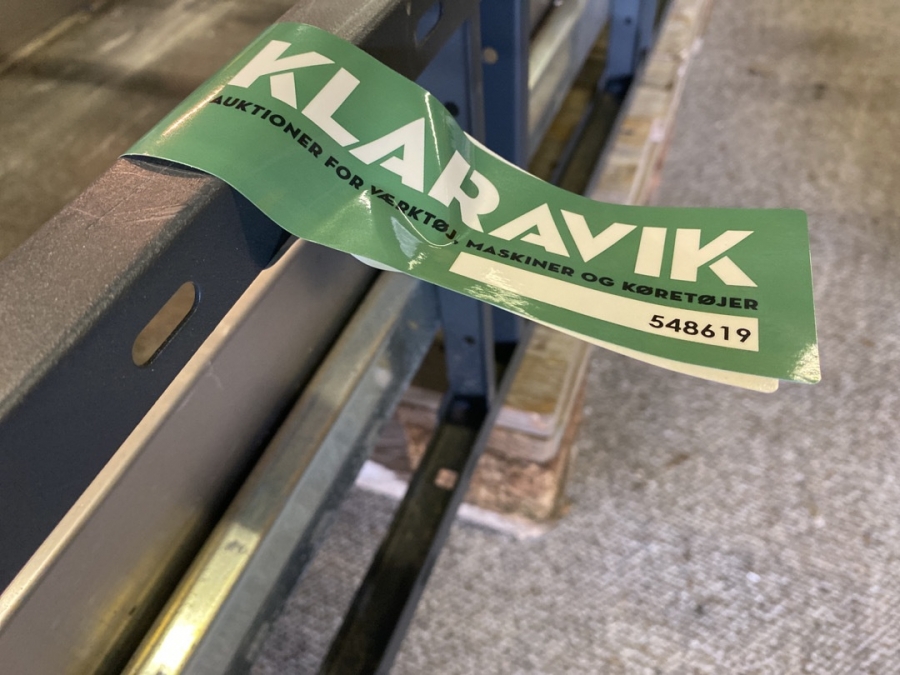 KLARAVIK
AUKTIONER FOR VÆRKTØJ, MASKINER OG KØRETØJER
548619